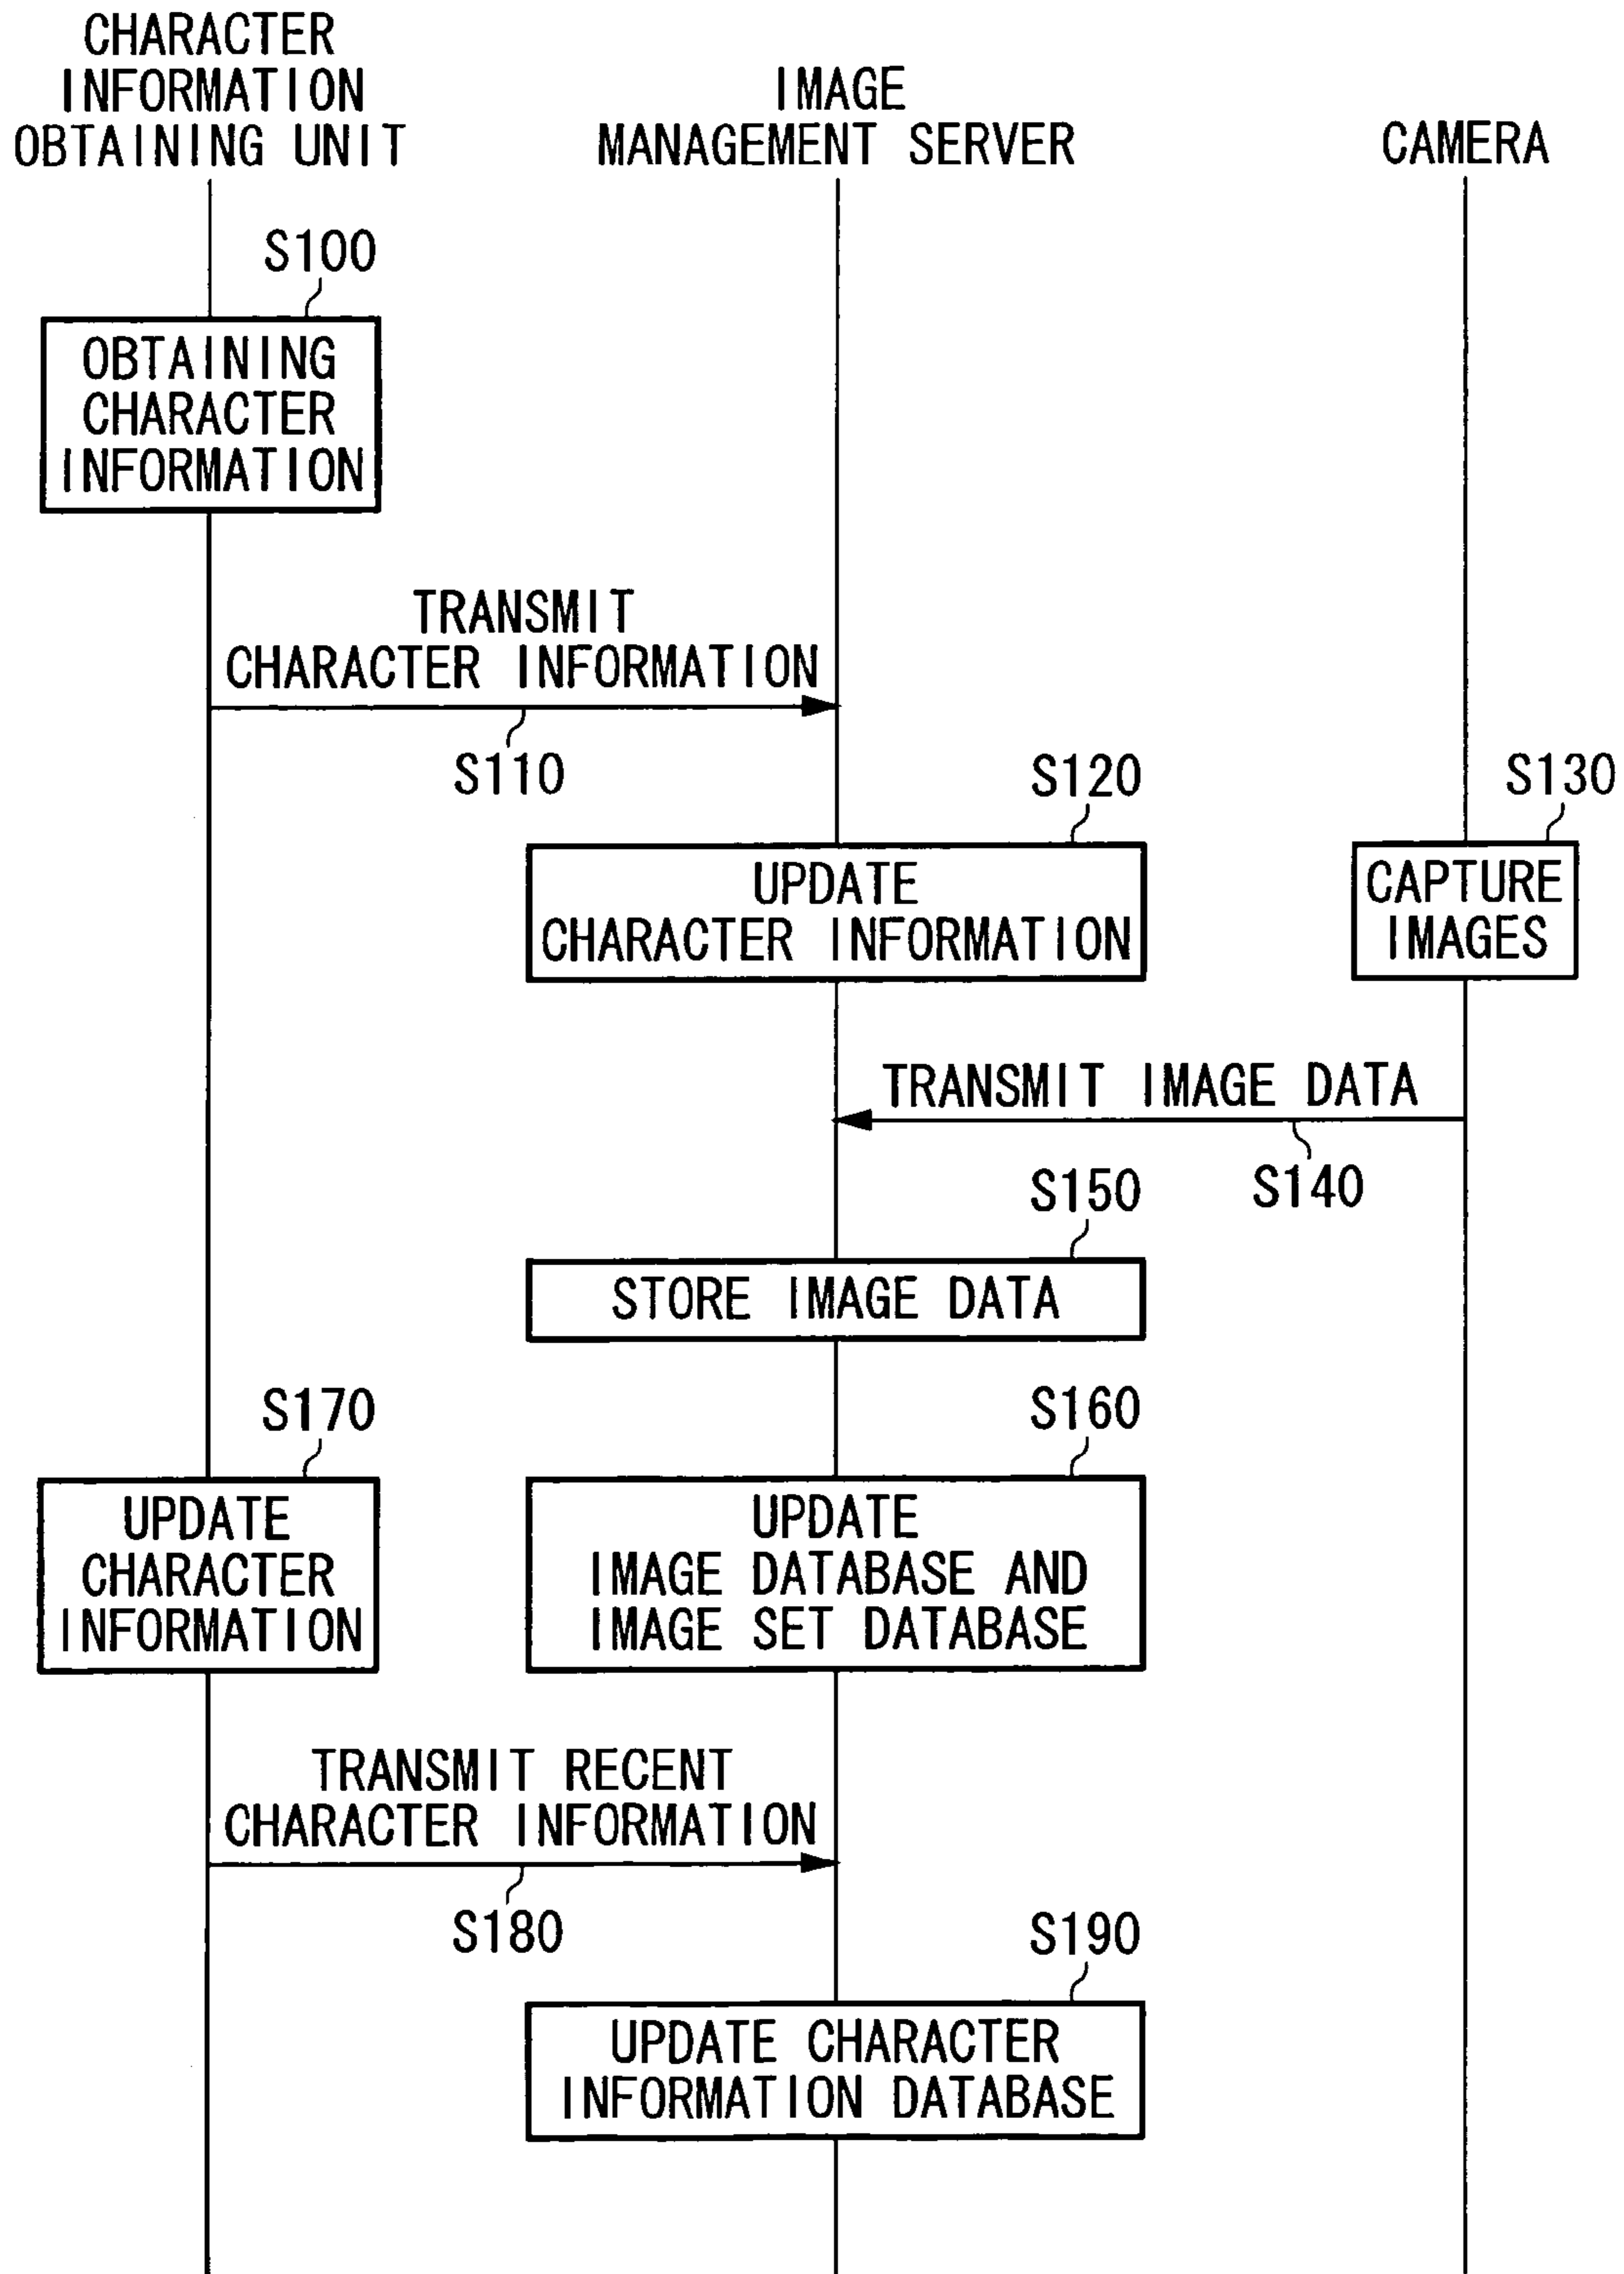 CHARACTER
INFORMATION
OBTAINING UNIT
IMAGE
MANAGEMENT SERVER
CAMERA
S100
OBTAINING
CHARACTER
INFORMATION
TRANSMIT
CHARACTER INFORMATION
S110
S120
UPDATE
CHARACTER INFORMATION
S130
CAPTURE
IMAGES
TRANSMIT IMAGE DATA
S140
S150
STORE IMAGE DATA
S170
UPDATE
CHARACTER
INFORMATION
S160
UPDATE
IMAGE DATABASE AND
IMAGE SET DATABASE
TRANSMIT RECENT
CHARACTER INFORMATION
S180
S190
UPDATE CHARACTER
INFORMATION DATABASE